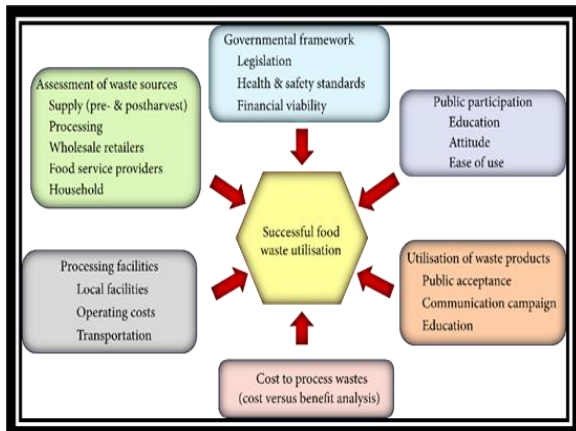 Governmental framework
Legislation
Health & safety standards
Financial viability
Assessment of waste sources
Supply (pre- & postharvest)
Processing
Wholesale retailers
Food service providers
Household
Public participation
Education
Attitude
Ease of use
Successful food
waste utilisation
Processing facilities
Local facilities
Operating costs
Transportation
Utilisation of waste products
Public acceptance
Communication campaign
Education
Cost to process wastes
(cost versus benefit analysis)